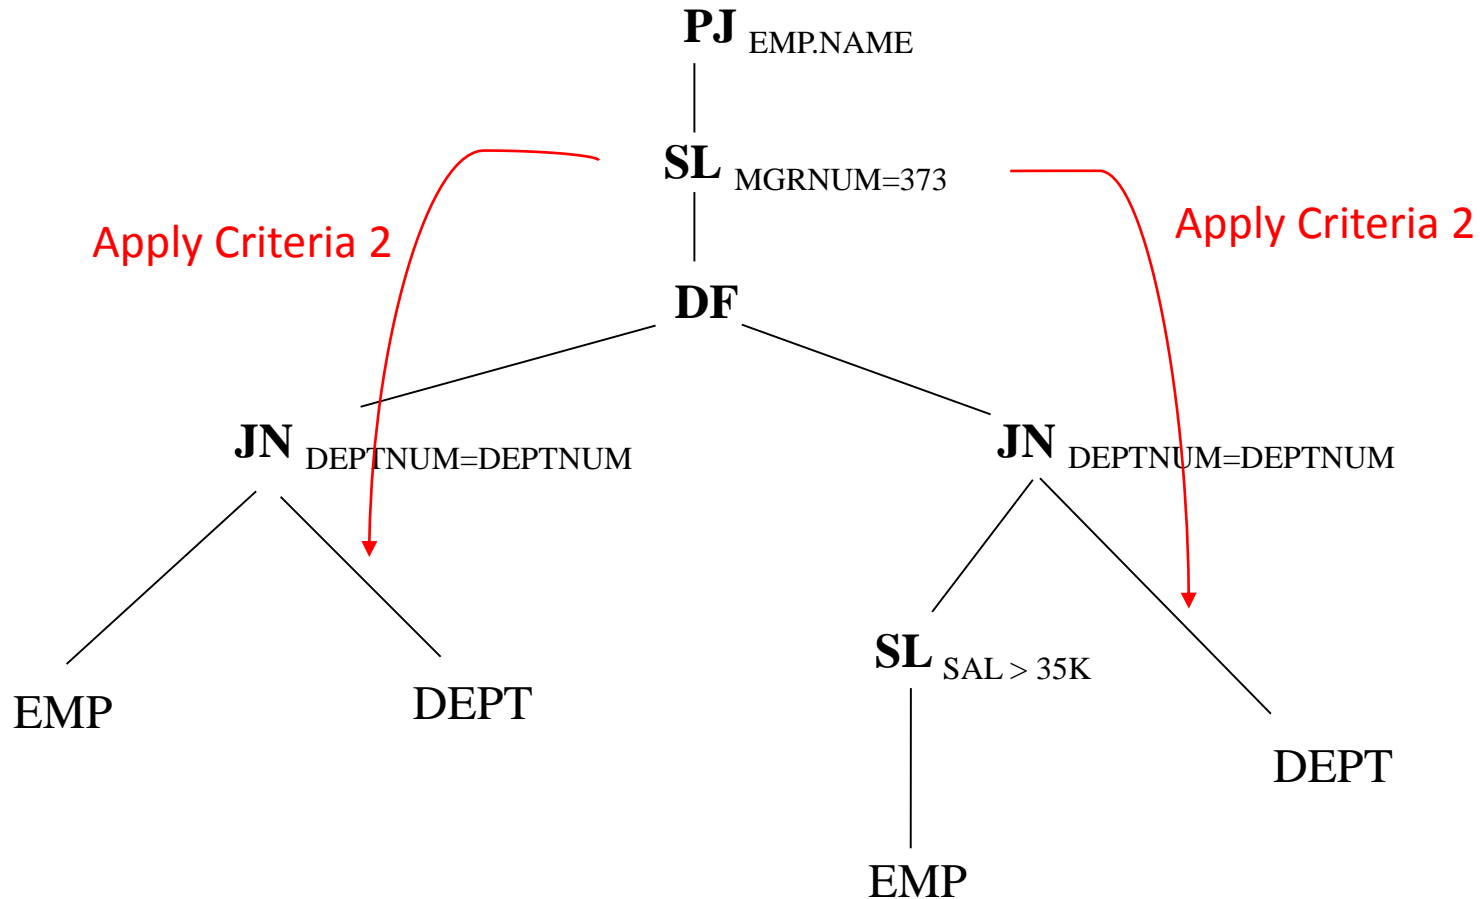 PJ EMP.NAME
SL MGRNUM=373
Apply Criteria 2
Apply Criteria 2
DF
JN DEPTNUM=DEPTNUM
JN DEPTNUM=DEPTNUM
SL SAL > 35K
EMP
DEPT
DEPT
EMP